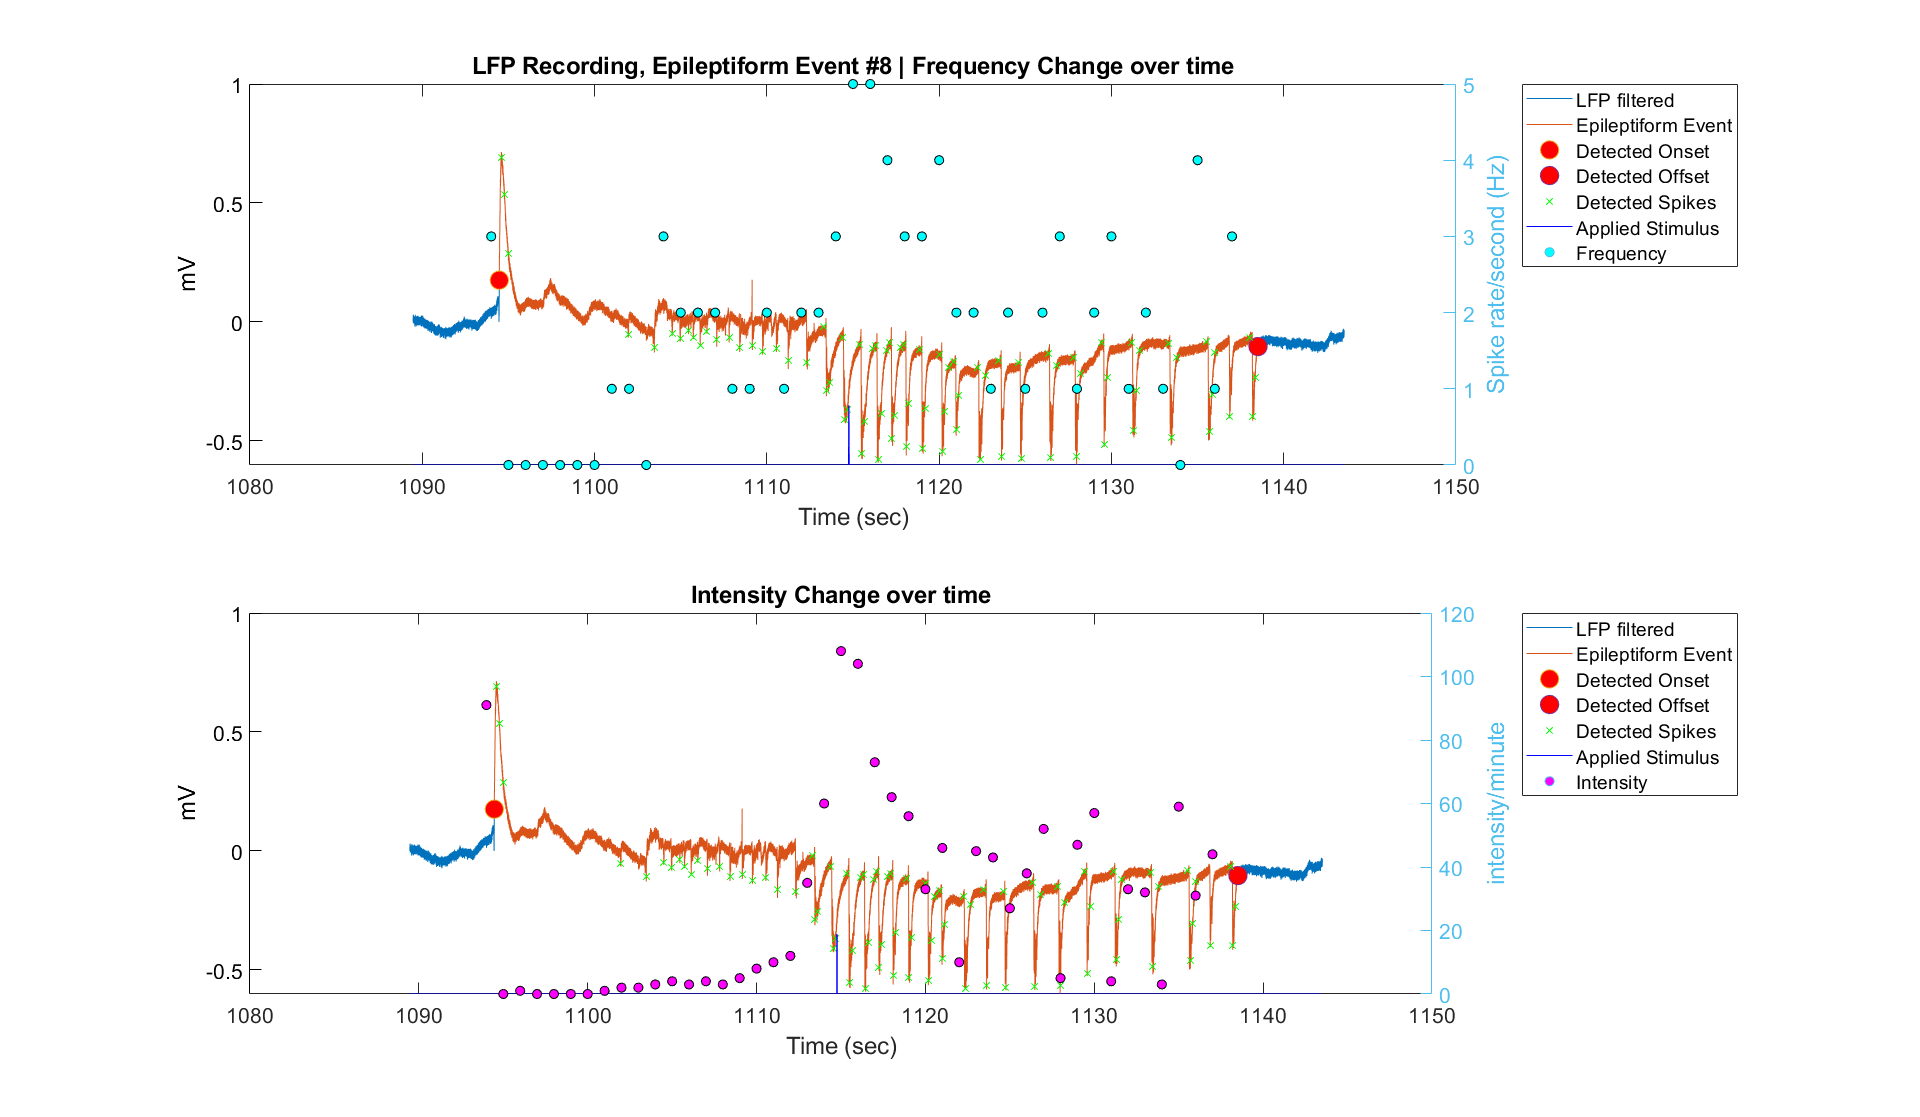 LFP Recording, Epileptiform Event #8 | Frequency Change over time
1
0.5
0
-0.5
mV
5
4
3
2
1
0
Spike rate/second (Hz)
1080 1090 1100 1110 1120 1130 1140 1150
Time (sec)
LFP filtered
Epileptiform Event
Detected Onset
Detected Offset
Detected Spikes
Applied Stimulus
Frequency
Intensity Change over time
1
0.5
0
-0.5
mV
120
100
80
60
40
20
0
intensity/minute
1080 1090 1100 1110 1120 1130 1140 1150
Time (sec)
LFP filtered
Epileptiform Event
Detected Onset
Detected Offset
Detected Spikes
Applied Stimulus
Intensity